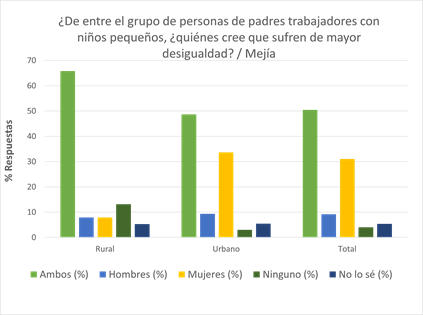 ¿De entre el grupo de personas de padres trabajadores con
niños pequeños, ¿quiénes cree que sufren de mayor
desigualdad? / Mejía
% Respuestas
70
60
50
40
30
20
10
0
Rural Urbano Total
Ambos (%) Hombres (%) Mujeres (%) Ninguno (%) No lo sé (%)